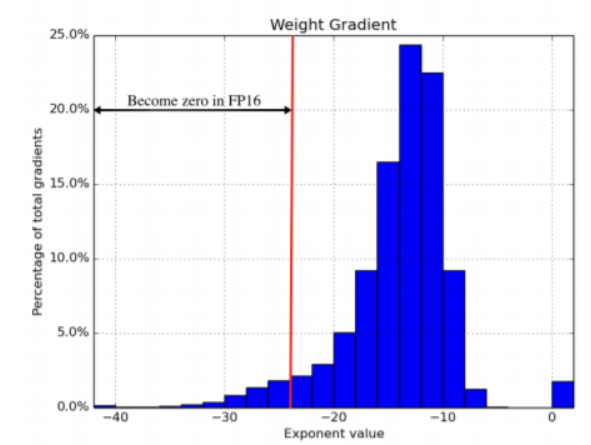 Weight Gradient
25.0%
Become zero in FP16
20.0%
15.0%
10.0%
5.0%
0.0%
Percentage of total gradients
−40 −30 −20 −10 0
Exponent value